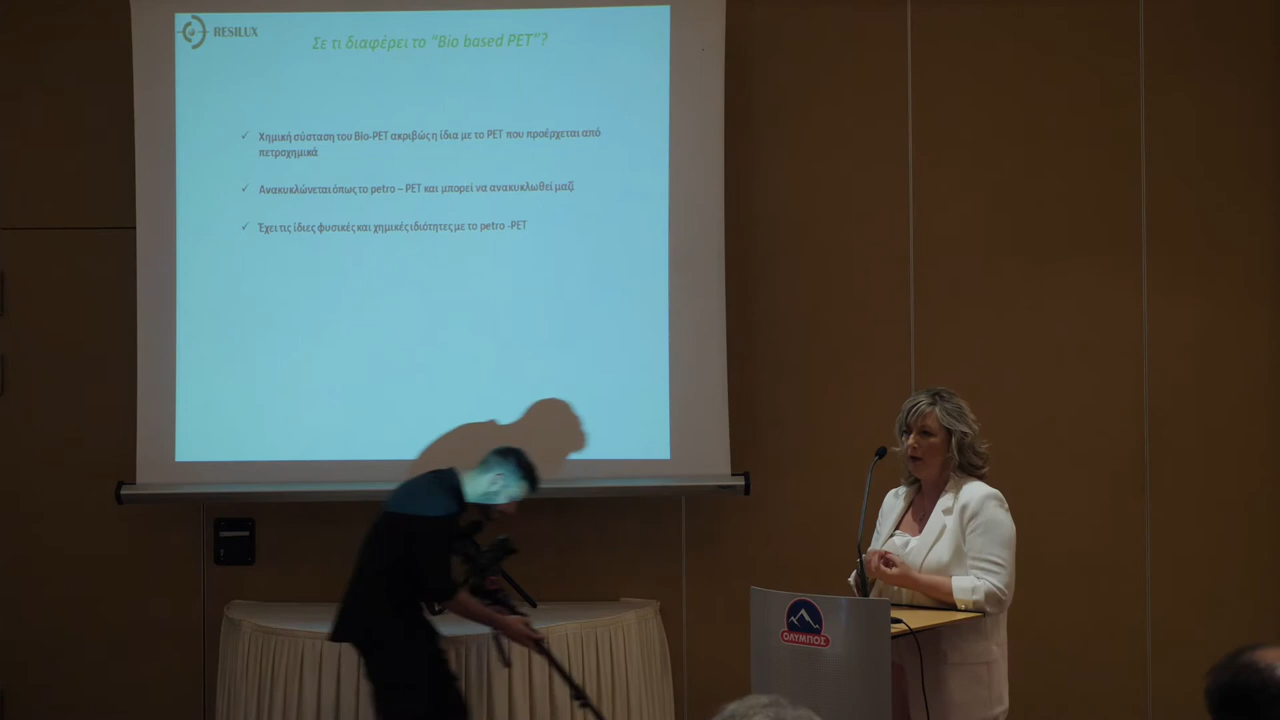 RESILUX
Σε τι διαφέρει το “Bio based PET”?
✓ Χημική σύσταση του Bio-PET ακριβώς η ίδια με το PET που προέρχεται από
πετροχημικά
✓ Ανακυκλώνεται όπως το petro – PET και μπορεί να ανακυκλωθεί μαζί
✓ Έχει τις ίδιες φυσικές και χημικές ιδιότητες με το petro -PET
ΟΛΥΜΠΟΣ